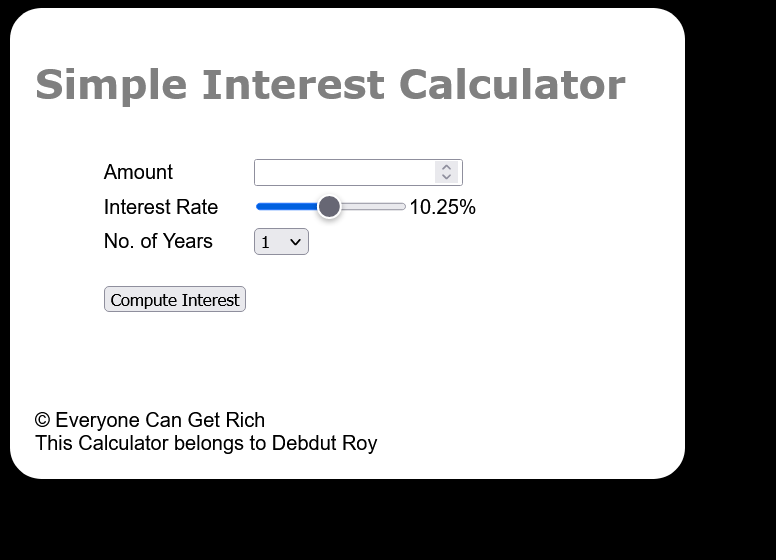 Simple Interest Calculator
Amount
Interest Rate 10.25%
No. of Years 1
Compute Interest
© Everyone Can Get Rich
This Calculator belongs to Debdut Roy